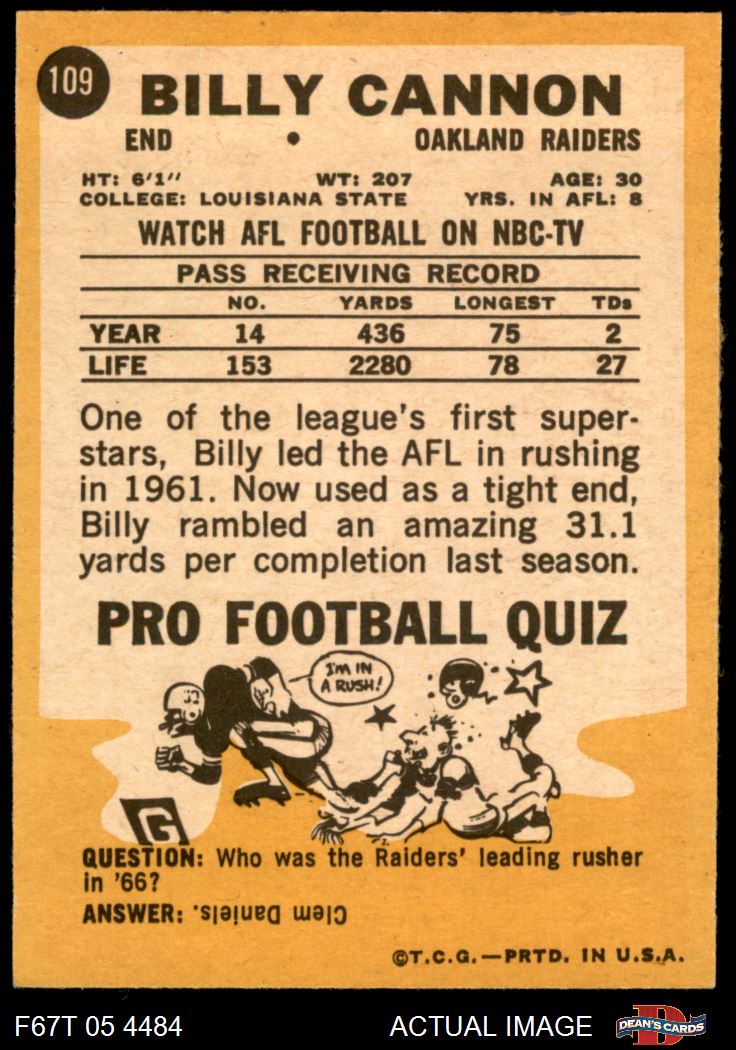 109
BILLY CANNON
END • OAKLAND RAIDERS
HT: 6'1" WT: 207 AGE: 30
COLLEGE: LOUISIANA STATE YRS. IN AFL: 8
WATCH AFL FOOTBALL ON NBC-TV
PASS RECEIVING RECORD
NO. YARDS LONGEST TDs
YEAR 14 436 75 2
LIFE 153 2280 78 27
One of the league's first super-
stars, Billy led the AFL in rushing
in 1961. Now used as a tight end,
Billy rambled an amazing 31.1
yards per completion last season.
PRO FOOTBALL QUIZ
I'M IN
A RUSH!
G
QUESTION: Who was the Raiders' leading rusher
in '66?
ANSWER: Clem Daniels.
©T.C.G.—PRTD. IN U.S.A.
F67T 05 4484 ACTUAL IMAGE
D
DEAN'S CARDS